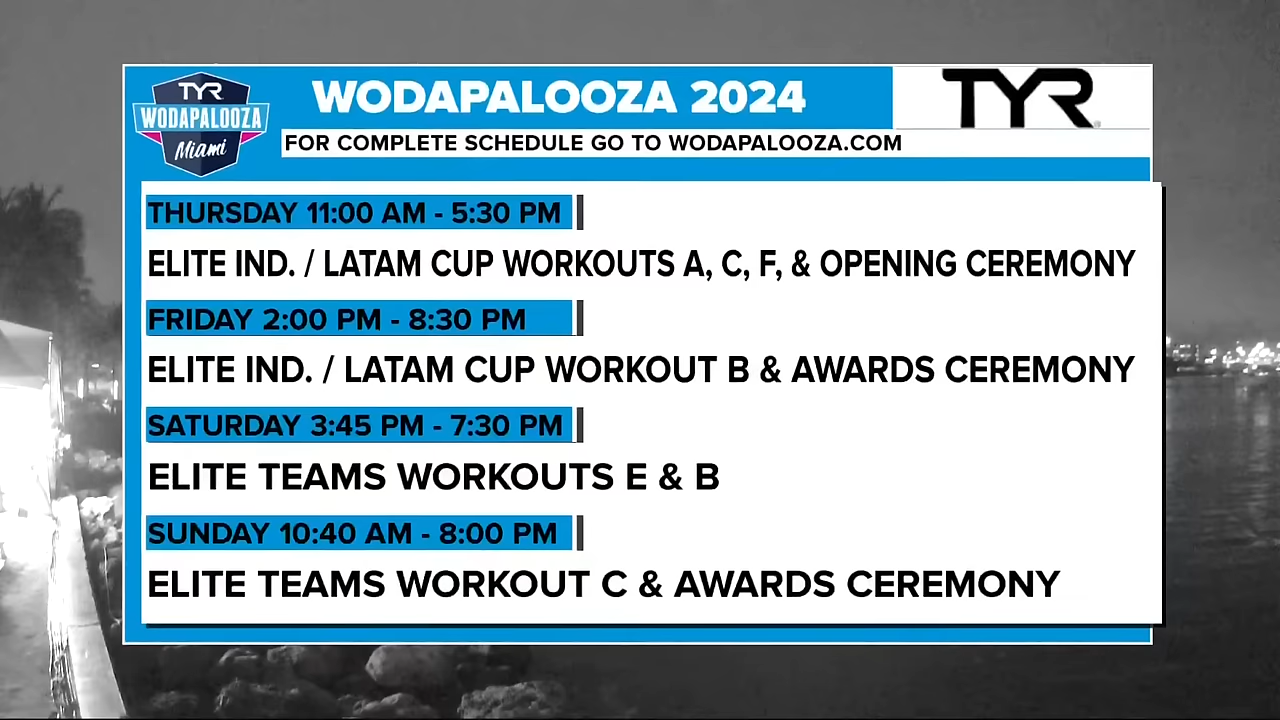 TYR
WODAPALOOZA
Miami
WODAPALOOZA 2024
TYR
FOR COMPLETE SCHEDULE GO TO WODAPALOOZA.COM
THURSDAY 11:00 AM - 5:30 PM
ELITE IND. / LATAM CUP WORKOUTS A, C, F, & OPENING CEREMONY
FRIDAY 2:00 PM - 8:30 PM
ELITE IND. / LATAM CUP WORKOUT B & AWARDS CEREMONY
SATURDAY 3:45 PM - 7:30 PM
ELITE TEAMS WORKOUTS E & B
SUNDAY 10:40 AM - 8:00 PM
ELITE TEAMS WORKOUT C & AWARDS CEREMONY